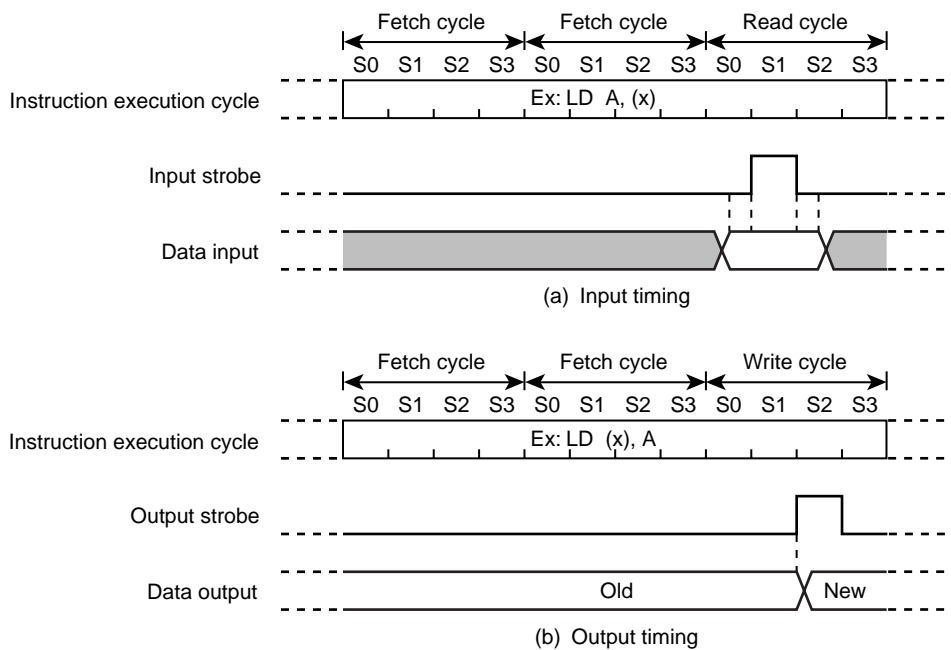 Fetch cycle Fetch cycle Read cycle
S0 S1 S2 S3 S0 S1 S2 S3 S0 S1 S2 S3
Instruction execution cycle Ex: LD A, (x)
Input strobe
Data input
(a) Input timing
Fetch cycle Fetch cycle Write cycle
S0 S1 S2 S3 S0 S1 S2 S3 S0 S1 S2 S3
Instruction execution cycle Ex: LD (x), A
Output strobe
Data output Old New
(b) Output timing